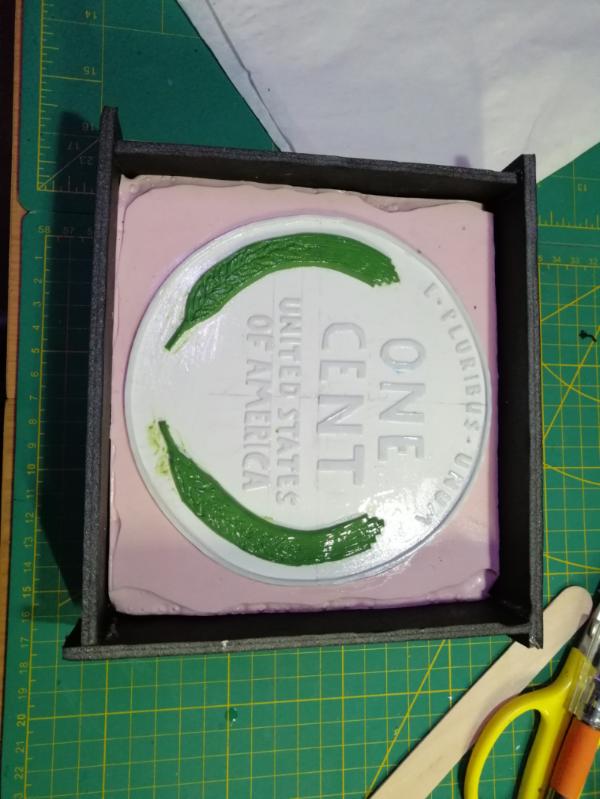 E·PLURIBUS·UNUM
ONE
CENT
UNITED STATES
OF AMERICA